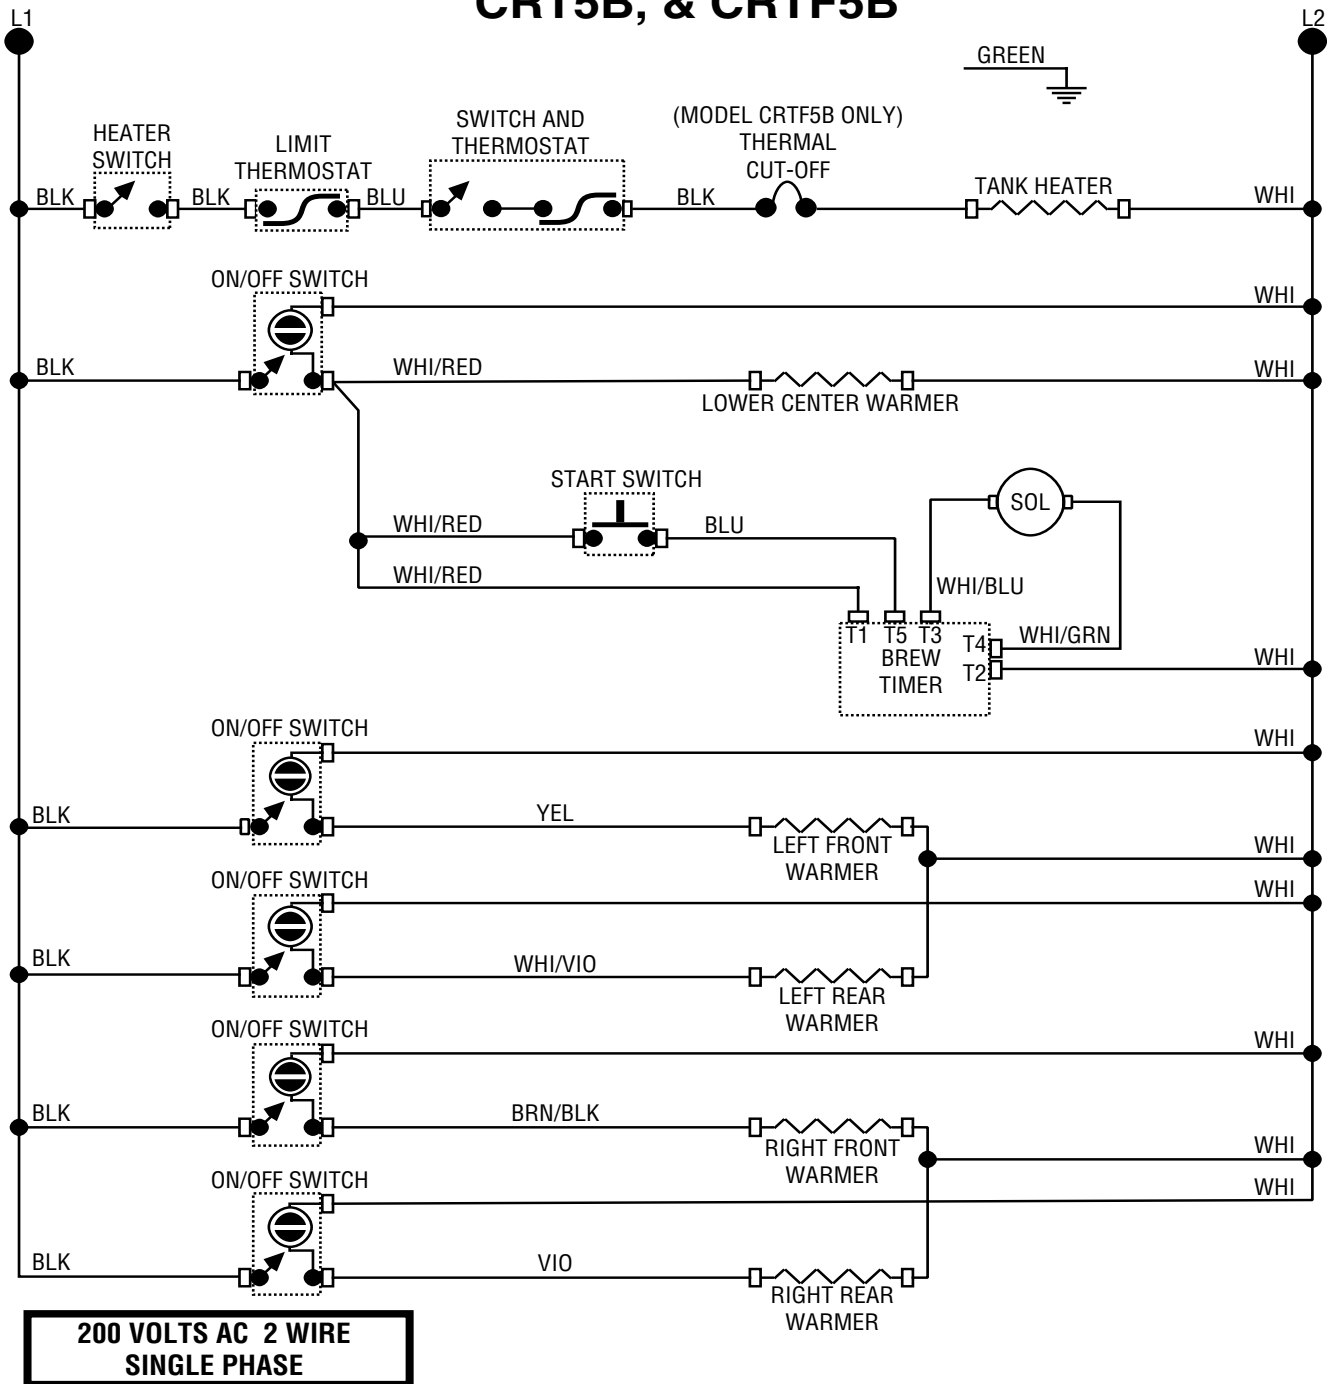 CRT5B, & CRTF5B
L1
L2
GREEN
HEATER
SWITCH
LIMIT
THERMOSTAT
SWITCH AND
THERMOSTAT
(MODEL CRTF5B ONLY)
THERMAL
CUT-OFF
TANK HEATER
BLK
BLK
BLU
BLK
WHI
ON/OFF SWITCH
WHI
BLK
WHI/RED
WHI
LOWER CENTER WARMER
START SWITCH
SOL
WHI/RED
BLU
WHI/RED
WHI/BLU
T1 T5 T3
T4
WHI/GRN
BREW
TIMER
T2
WHI
ON/OFF SWITCH
WHI
BLK
YEL
LEFT FRONT
WARMER
WHI
ON/OFF SWITCH
WHI
BLK
WHI/VIO
LEFT REAR
WARMER
ON/OFF SWITCH
WHI
BLK
BRN/BLK
RIGHT FRONT
WARMER
WHI
ON/OFF SWITCH
WHI
BLK
VIO
RIGHT REAR
WARMER
200 VOLTS AC 2 WIRE
SINGLE PHASE